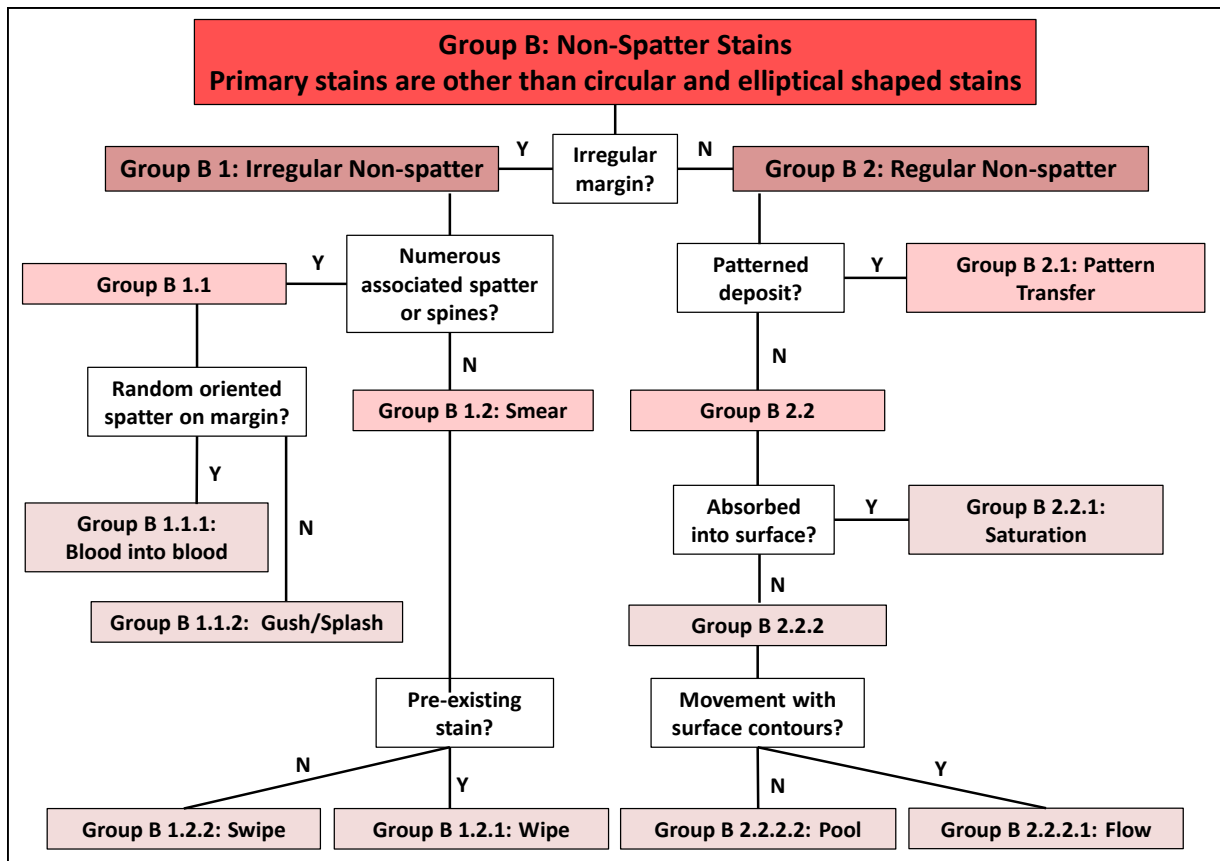 Group B: Non-Spatter Stains
Primary stains are other than circular and elliptical shaped stains
Y
Irregular
margin?
N
Group B 1: Irregular Non-spatter
Group B 2: Regular Non-spatter
Y
Numerous
associated spatter
or spines?
Patterned
deposit?
Y
Group B 2.1: Pattern
Transfer
Group B 1.1
N
N
Random oriented
spatter on margin?
Group B 1.2: Smear
Group B 2.2
Y
N
Group B 1.1.1:
Blood into blood
Absorbed
into surface?
Y
Group B 2.2.1:
Saturation
N
Group B 1.1.2:  Gush/Splash
Group B 2.2.2
Pre-existing
stain?
Movement with
surface contours?
N
Y
N
Y
Group B 1.2.2: Swipe
Group B 1.2.1: Wipe
Group B 2.2.2.2: Pool
Group B 2.2.2.1: Flow